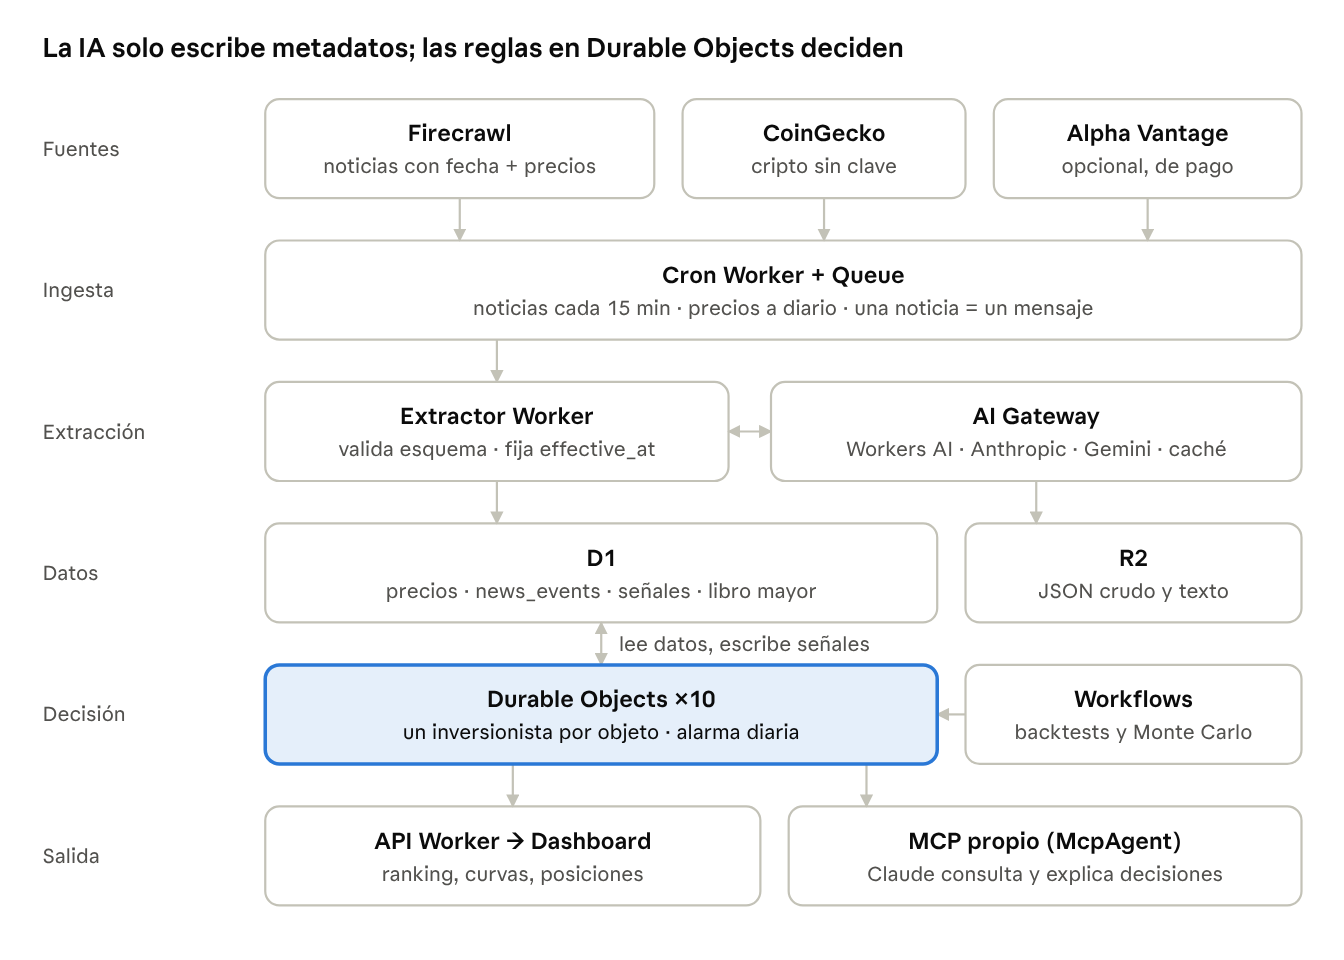 La IA solo escribe metadatos; las reglas en Durable Objects deciden
Fuentes
Firecrawl
noticias con fecha + precios
CoinGecko
cripto sin clave
Alpha Vantage
opcional, de pago
Ingesta
Cron Worker + Queue
noticias cada 15 min · precios a diario · una noticia = un mensaje
Extracción
Extractor Worker
valida esquema · fija effective_at
AI Gateway
Workers AI · Anthropic · Gemini · caché
Datos
D1
precios · news_events · señales · libro mayor
R2
JSON crudo y texto
lee datos, escribe señales
Decisión
Durable Objects ×10
un inversionista por objeto · alarma diaria
Workflows
backtests y Monte Carlo
Salida
API Worker → Dashboard
ranking, curvas, posiciones
MCP propio (McpAgent)
Claude consulta y explica decisiones